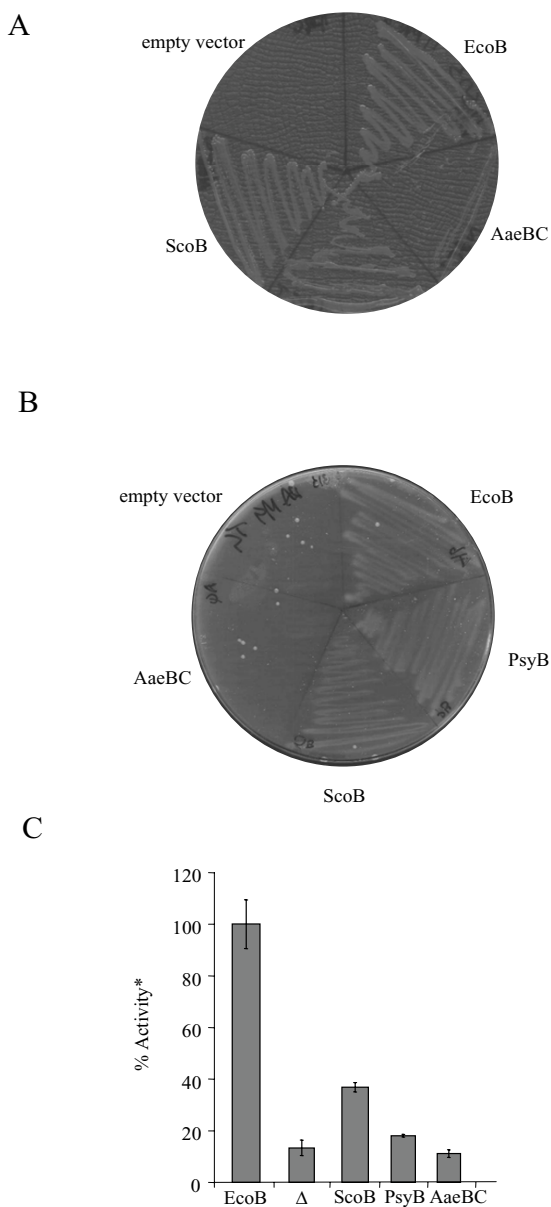 A
empty vector
EcoB
ScoB
AaeBC
B
empty vector
EcoB
PsyB
AaeBC
ScoB
C
120
100
80
60
40
20
0
% Activity*
EcoB Δ ScoB PsyB AaeBC